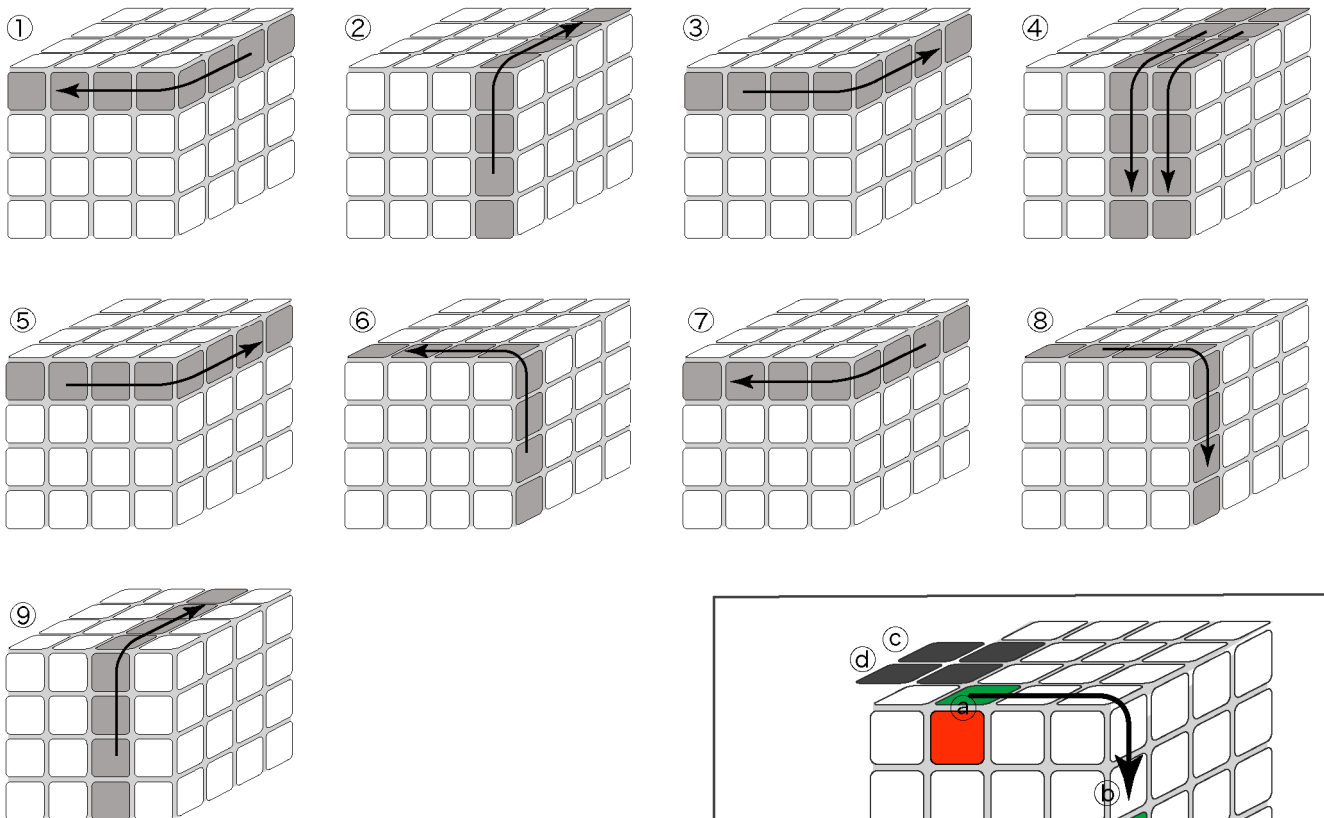 ① ② ③ ④
⑤ ⑥ ⑦ ⑧
⑨
ⓒ
ⓓ
ⓐ
ⓑ